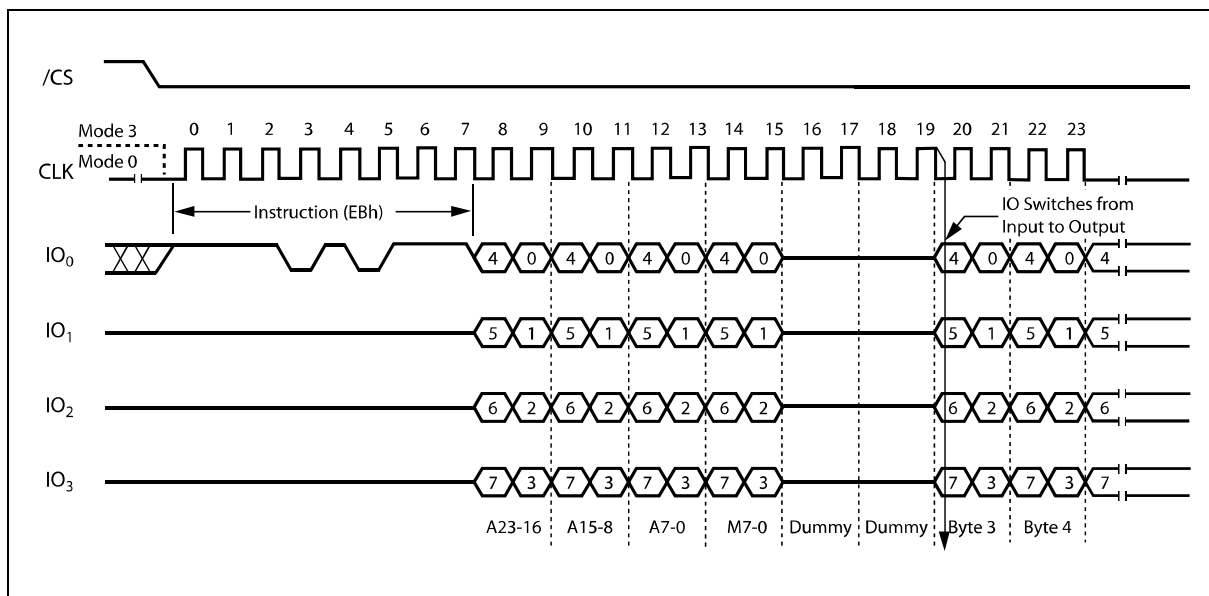 /CS
Mode 3
0 1 2 3 4 5 6 7 8 9 10 11 12 13 14 15 16 17 18 19 20 21 22 23
Mode 0
CLK
Instruction (EBh)
IO Switches from
Input to Output
IO0 4 0 4 0 4 0 4 0 4 0 4 0 4
IO1 5 1 5 1 5 1 5 1 5 1 5 1 5
IO2 6 2 6 2 6 2 6 2 6 2 6 2 6
IO3 7 3 7 3 7 3 7 3 7 3 7 3 7
A23-16 A15-8 A7-0 M7-0 Dummy Dummy Byte 3 Byte 4